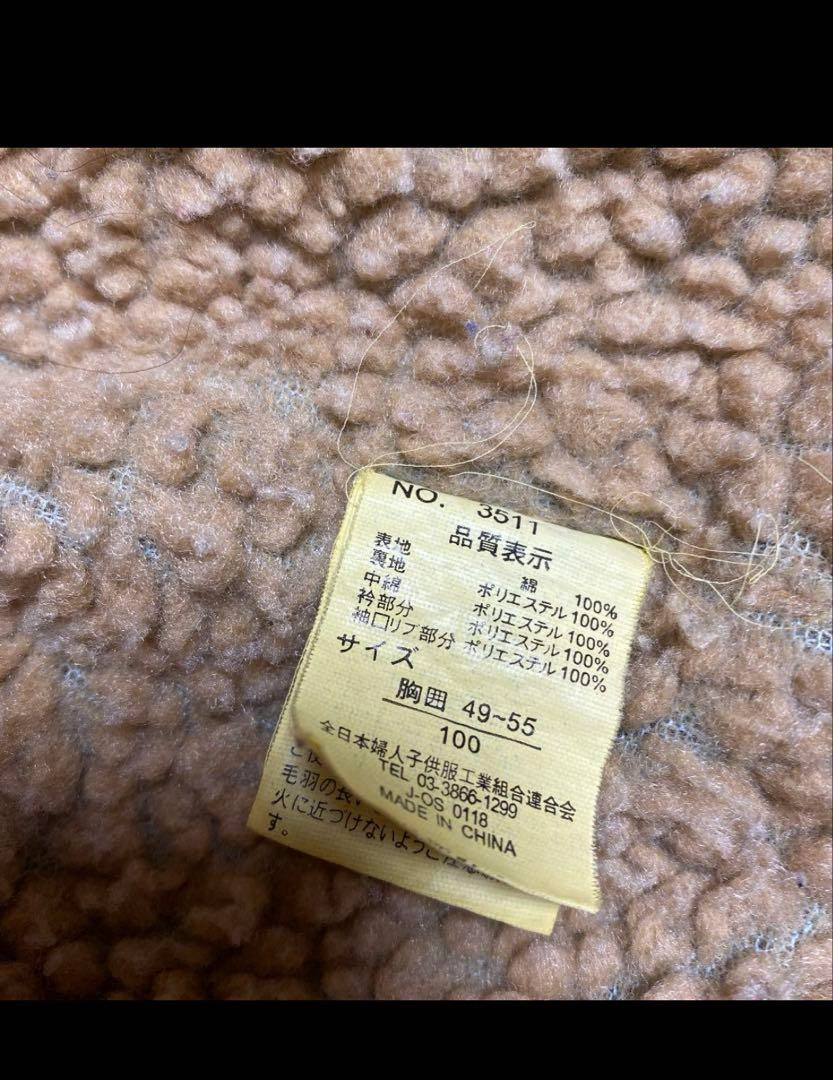 NO. 3511
品質表示
表地 綿 100%
裏地 ポリエステル 100%
中綿 ポリエステル 100%
衿部分 ポリエステル 100%
袖口リブ部分 ポリエステル 100%
サイズ
胸囲 49~55
100
全日本婦人子供服工業組合連合会
TEL 03-3866-1299
J-OS 0118
MADE IN CHINA
毛羽の長い
火に近づけないようご注意
す。